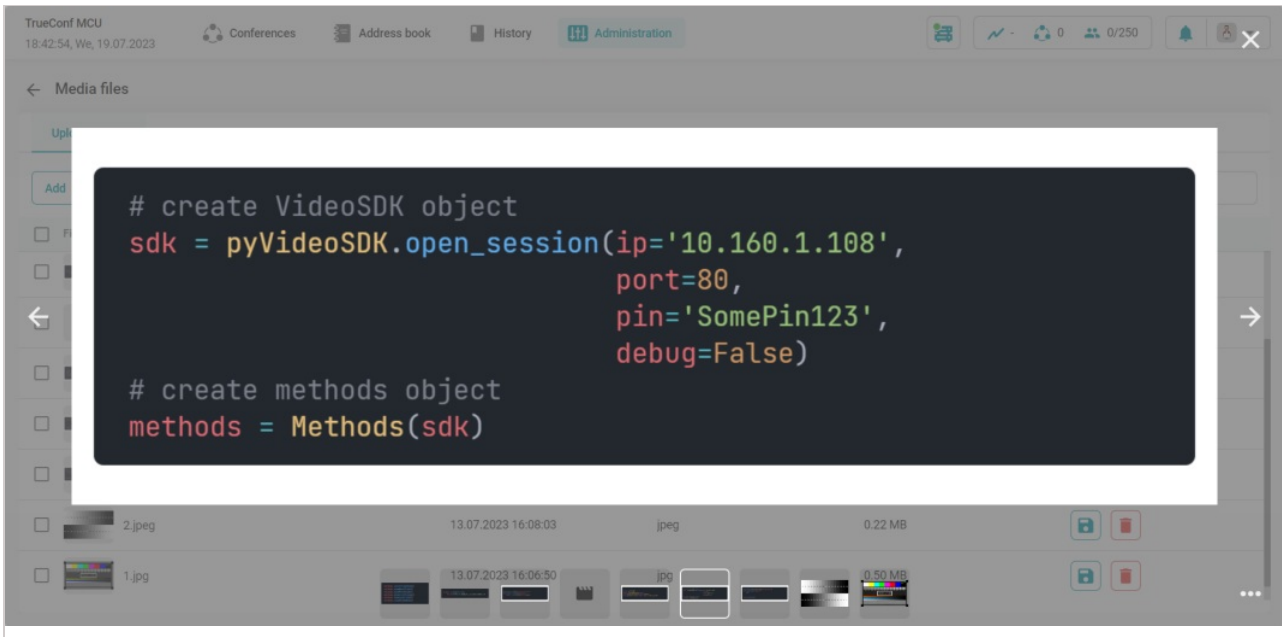 TrueConf MCU
18:42:54, We, 19.07.2023
Conferences
Address book
History
Administration
-
0
0/250
Media files
Add
# create VideoSDK object
sdk = pyVideoSDK.open_session(ip='10.160.1.108',
port=80,
pin='SomePin123',
debug=False)
# create methods object
methods = Methods(sdk)
2.jpeg 13.07.2023 16:08:03 jpeg 0.22 MB
1.jpg 13.07.2023 16:06:50 jpg 0.50 MB